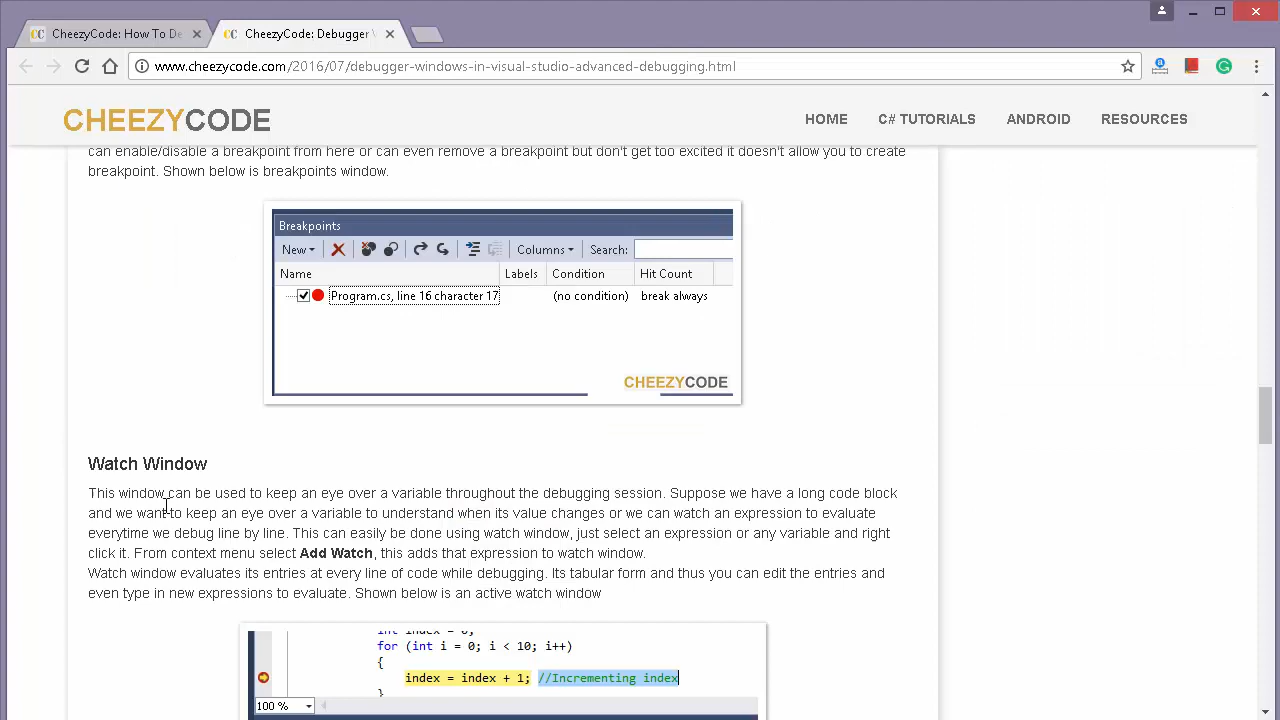 CheezyCode: How To De
CheezyCode: Debugger
www.cheezycode.com/2016/07/debugger-windows-in-visual-studio-advanced-debugging.html
CHEEZYCODE
HOME
C# TUTORIALS
ANDROID
RESOURCES
can enable/disable a breakpoint from here or can even remove a breakpoint but don't get too excited it doesn't allow you to create
breakpoint. Shown below is breakpoints window.
Breakpoints
New
Columns
Search:
Name
Labels
Condition
Hit Count
Program.cs, line 16 character 17
(no condition)
break always
CHEEZYCODE
Watch Window
This window can be used to keep an eye over a variable throughout the debugging session. Suppose we have a long code block
and we want to keep an eye over a variable to understand when its value changes or we can watch an expression to evaluate
everytime we debug line by line. This can easily be done using watch window, just select an expression or any variable and right
click it. From context menu select Add Watch, this adds that expression to watch window.
Watch window evaluates its entries at every line of code while debugging. Its tabular form and thus you can edit the entries and
even type in new expressions to evaluate. Shown below is an active watch window
int index = 0;
for (int i = 0; i < 10; i++)
{
index = index + 1; //Incrementing index
}
100 %